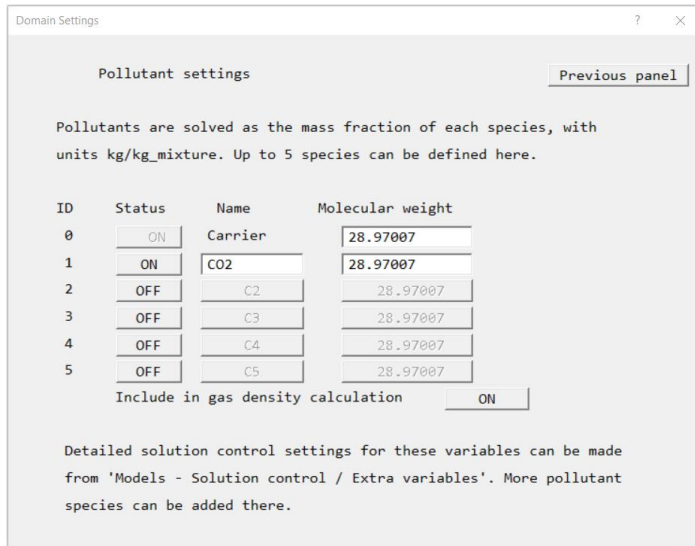 Domain Settings ? ×
Pollutant settings Previous panel
Pollutants are solved as the mass fraction of each species, with
units kg/kg_mixture. Up to 5 species can be defined here.
ID Status Name Molecular weight
0 ON Carrier 28.97007
1 ON CO2 28.97007
2 OFF C2 28.97007
3 OFF C3 28.97007
4 OFF C4 28.97007
5 OFF C5 28.97007
Include in gas density calculation ON
Detailed solution control settings for these variables can be made
from 'Models - Solution control / Extra variables'. More pollutant
species can be added there.